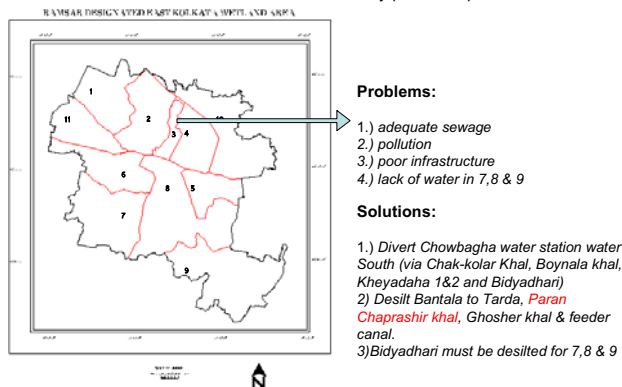 RAMSAR DESIGNATED EAST KOLKATA WETLAND AREA
1
11
2
3
4
6
8
5
7
9
N
Problems:
1.) adequate sewage
2.) pollution
3.) poor infrastructure
4.) lack of water in 7,8 & 9
Solutions:
1.) Divert Chowbagha water station water
South (via Chak-kolar Khal, Boynala khal,
Kheyadaha 1&2 and Bidyadhari)
2) Desilt Bantala to Tarda, Paran
Chaprashir khal, Ghosher khal & feeder
canal.
3)Bidyadhari must be desilted for 7,8 & 9